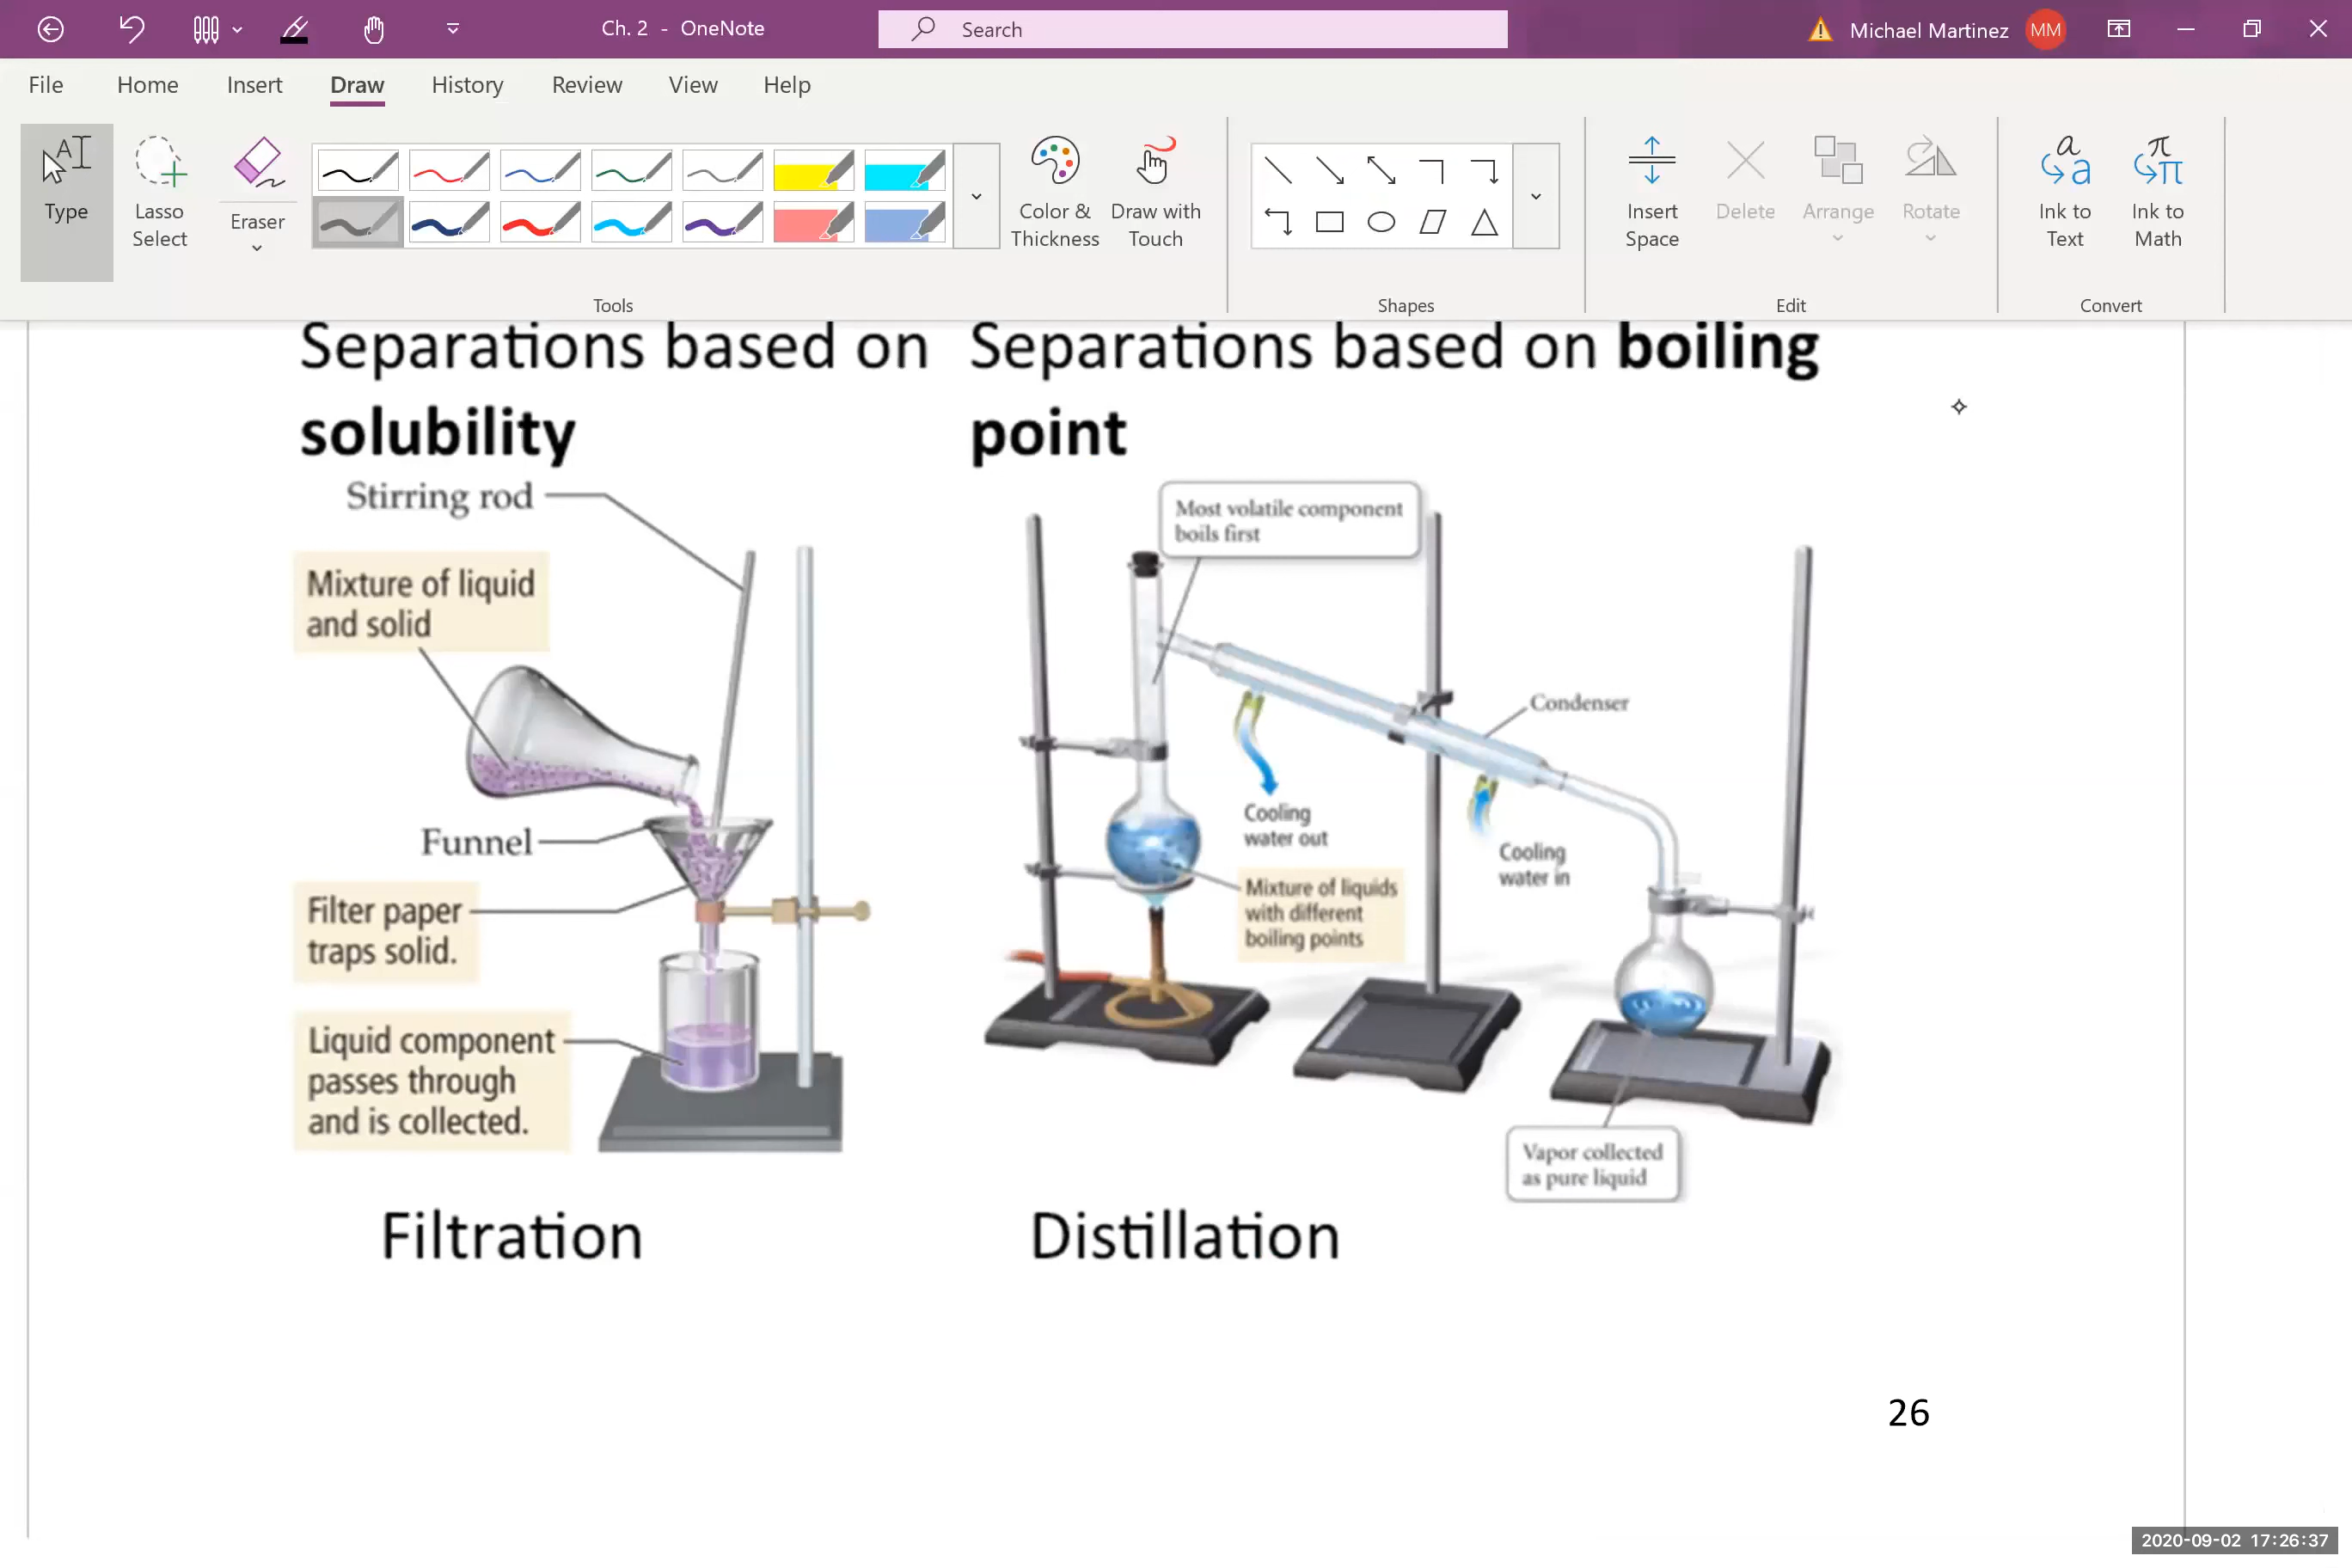 Ch. 2 - OneNote
Search
Michael Martinez
MM
File Home Insert Draw History Review View Help
Type
Lasso
Select
Eraser
Color &
Thickness
Draw with
Touch
Insert
Space
Delete
Arrange
Rotate
Ink to
Text
Ink to
Math
Tools
Shapes
Edit
Convert
Separations based on
solubility
Stirring rod
Mixture of liquid
and solid
Funnel
Filter paper
traps solid.
Liquid component
passes through
and is collected.
Filtration
Separations based on boiling
point
Most volatile component
boils first
Condenser
Cooling
water out
Cooling
water in
Mixture of liquids
with different
boiling points
Vapor collected
as pure liquid
Distillation
26
2020-09-02 17:26:37